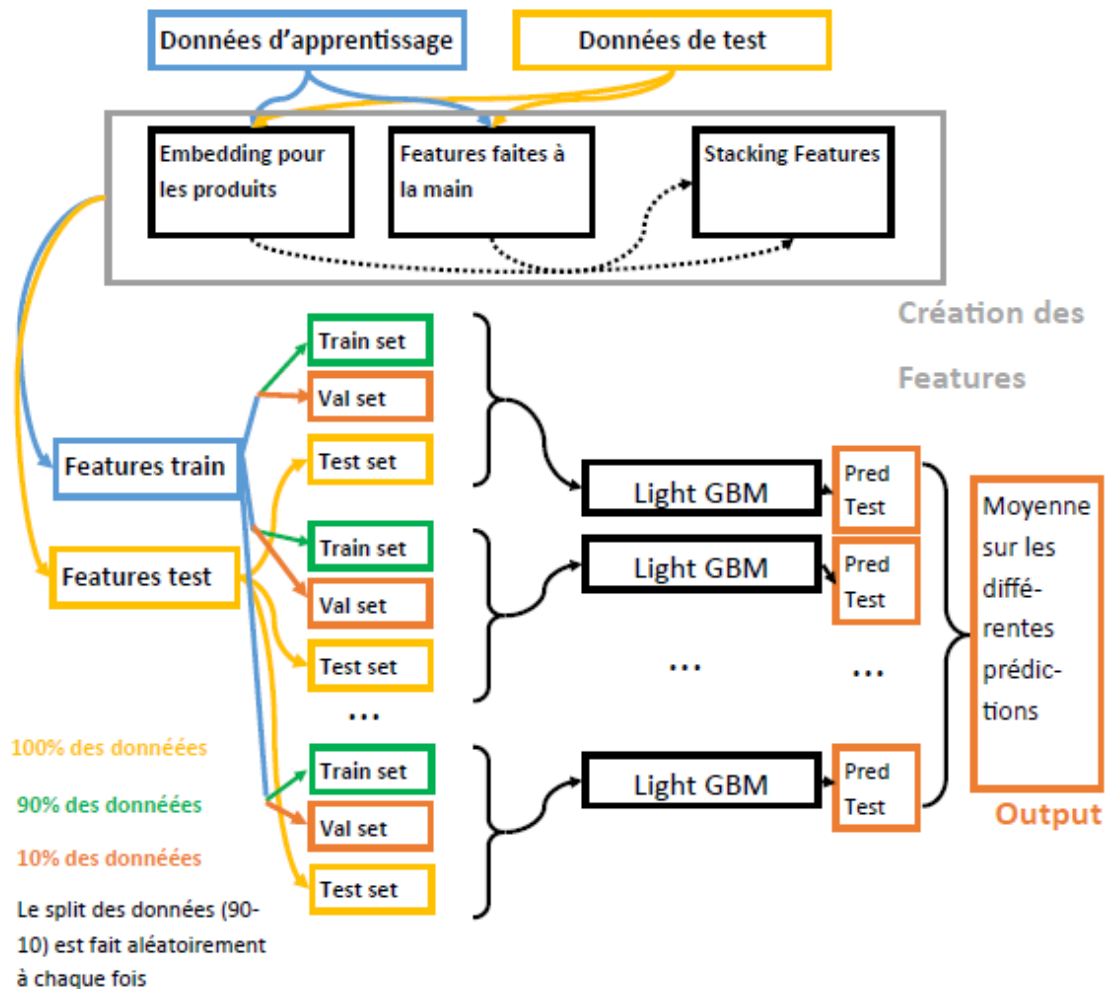 Données d'apprentissage
Données de test
Embedding pour
les produits
Features faites à
la main
Stacking Features
Création des
Features
Train set
Val set
Test set
Features train
Features test
Train set
Val set
Test set
...
Train set
Val set
Test set
Light GBM
Light GBM
...
Light GBM
Pred
Test
Pred
Test
...
Pred
Test
Moyenne
sur les
diffé-
rentes
prédic-
tions
Output
100% des donnéées
90% des donnéées
10% des donnéées
Le split des données (90-
10) est fait aléatoirement
à chaque fois